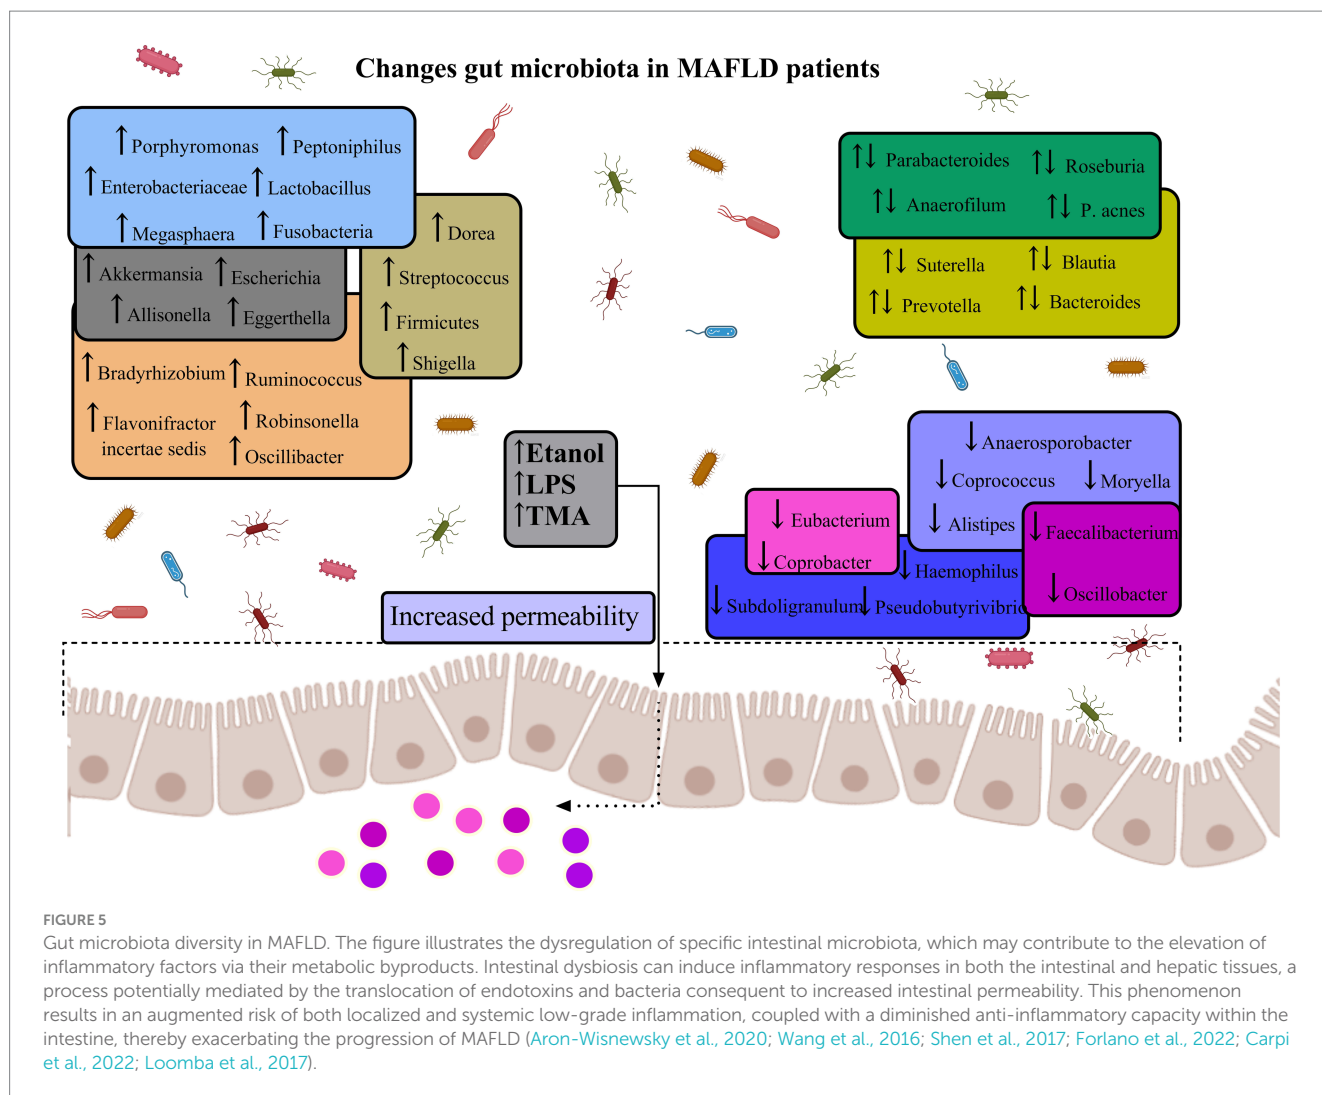 Changes gut microbiota in MAFLD patients
↑ Porphyromonas ↑ Peptoniphilus
↑ Enterobacteriaceae ↑ Lactobacillus
↑ Megasphaera ↑ Fusobacteria
↑ Akkermansia ↑ Escherichia
↑ Allisonella ↑ Eggerthella
↑ Dorea
↑ Streptococcus
↑ Firmicutes
↑ Shigella
↑ Bradyrhizobium ↑ Ruminococcus
↑ Flavonifractor ↑ Robinsonella
incertae sedis ↑ Oscillibacter
↑↓ Parabacteroides ↑↓ Roseburia
↑↓ Anaerofilum ↑↓ P. acnes
↑↓ Suterella ↑↓ Blautia
↑↓ Prevotella ↑↓ Bacteroides
↑Etanol
↑LPS
↑TMA
↓ Anaerosporobacter
↓ Coprococcus ↓ Moryella
↓ Alistipes
↓ Faecalibacterium
↓ Oscillobacter
↓ Eubacterium
↓ Coprobacter
↓ Haemophilus
↓ Subdoligranulum ↓ Pseudobutyrivibrio
Increased permeability
FIGURE 5
Gut microbiota diversity in MAFLD. The figure illustrates the dysregulation of specific intestinal microbiota, which may contribute to the elevation of
inflammatory factors via their metabolic byproducts. Intestinal dysbiosis can induce inflammatory responses in both the intestinal and hepatic tissues, a
process potentially mediated by the translocation of endotoxins and bacteria consequent to increased intestinal permeability. This phenomenon
results in an augmented risk of both localized and systemic low-grade inflammation, coupled with a diminished anti-inflammatory capacity within the
intestine, thereby exacerbating the progression of MAFLD (Aron-Wisnewsky et al., 2020; Wang et al., 2016; Shen et al., 2017; Forlano et al., 2022; Carpi
et al., 2022; Loomba et al., 2017).